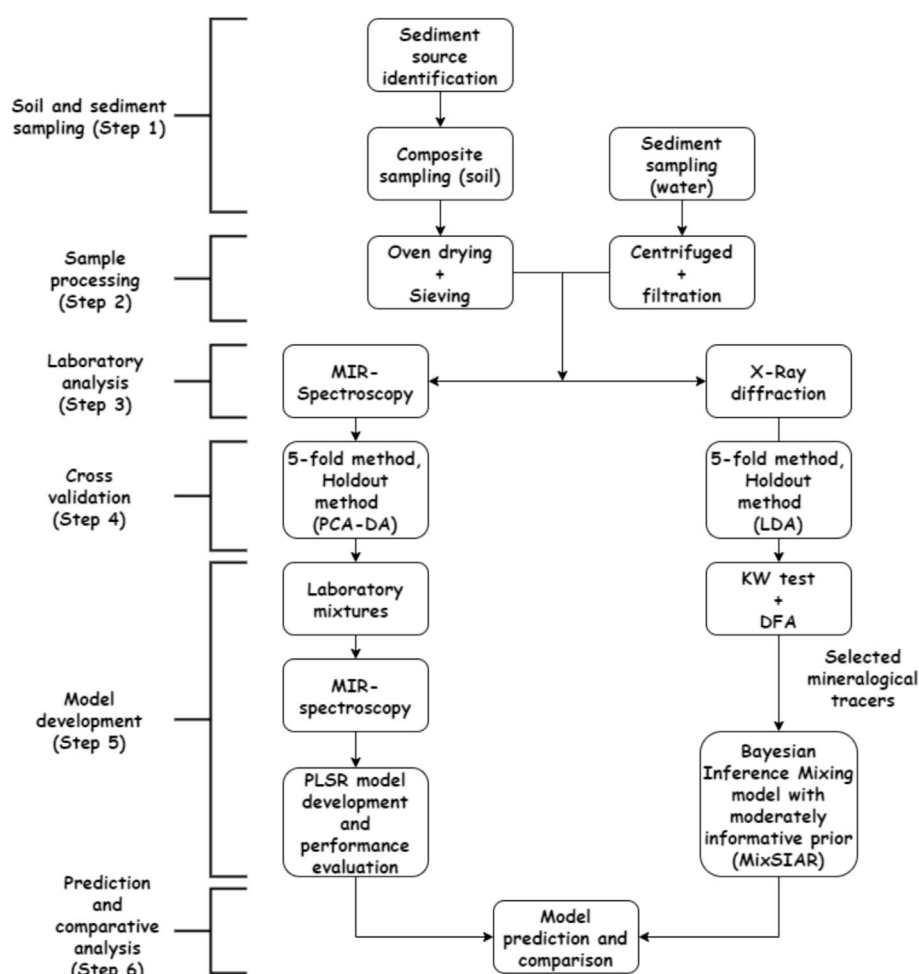 Sediment
source
identification
Soil and sediment
sampling (Step 1)
Composite
sampling (soil)
Sediment
sampling
(water)
Sample
processing
(Step 2)
Oven drying
+
Sieving
Centrifuged
+
filtration
Laboratory
analysis
(Step 3)
MIR-
Spectroscopy
X-Ray
diffraction
Cross
validation
(Step 4)
5-fold method,
Holdout
method
(PCA-DA)
5-fold method,
Holdout
method
(LDA)
Laboratory
mixtures
KW test
+
DFA
Selected
mineralogical
tracers
MIR-
spectroscopy
Model
development
(Step 5)
PLSR model
development
and
performance
evaluation
Bayesian
Inference Mixing
model with
moderately
informative prior
(MixSIAR)
Prediction
and
comparative
analysis
(Step 6)
Model
prediction and
comparison